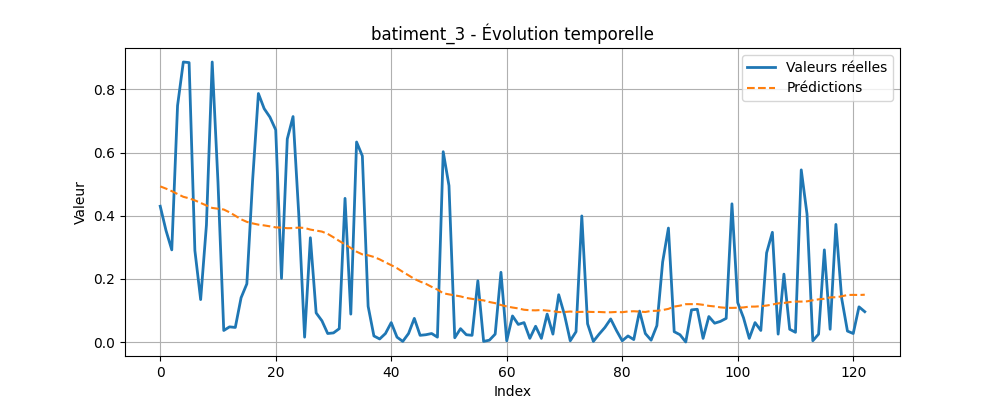 batiment_3 - Évolution temporelle
Valeurs réelles
Prédictions
Valeur
0.8
0.6
0.4
0.2
0.0
0 20 40 60 80 100 120
Index